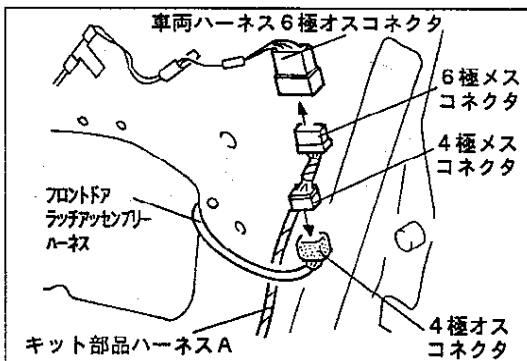 車両ハーネス6極オスコネクタ
6極メス
コネクタ
4極メス
コネクタ
フロントドア
ラッチアッセンブリー
ハーネス
キット部品ハーネスA
4極オス
コネクタ